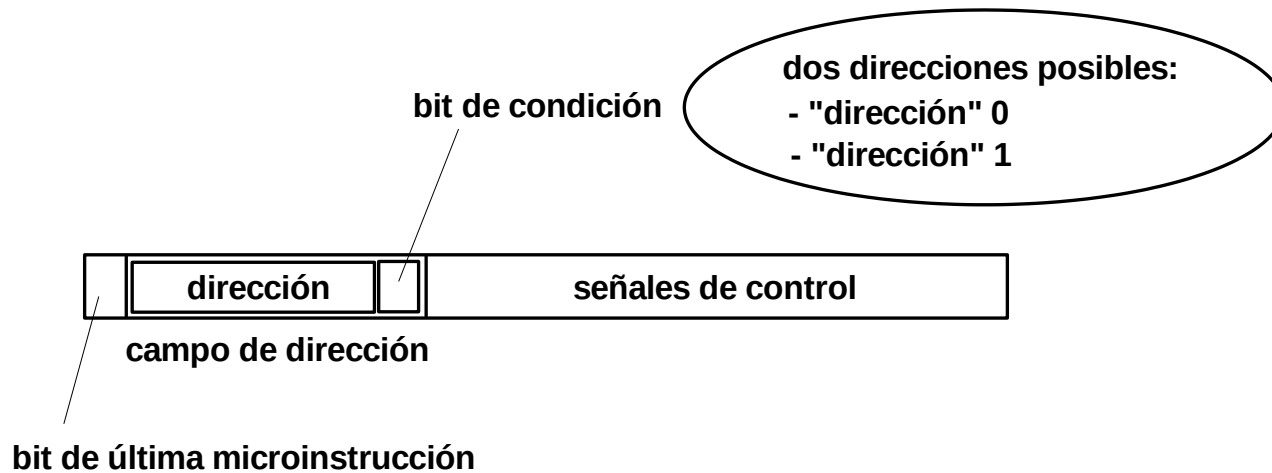 dos direcciones posibles:
- "dirección" 0
- "dirección" 1
bit de condición
dirección
señales de control
campo de dirección
bit de última microinstrucción